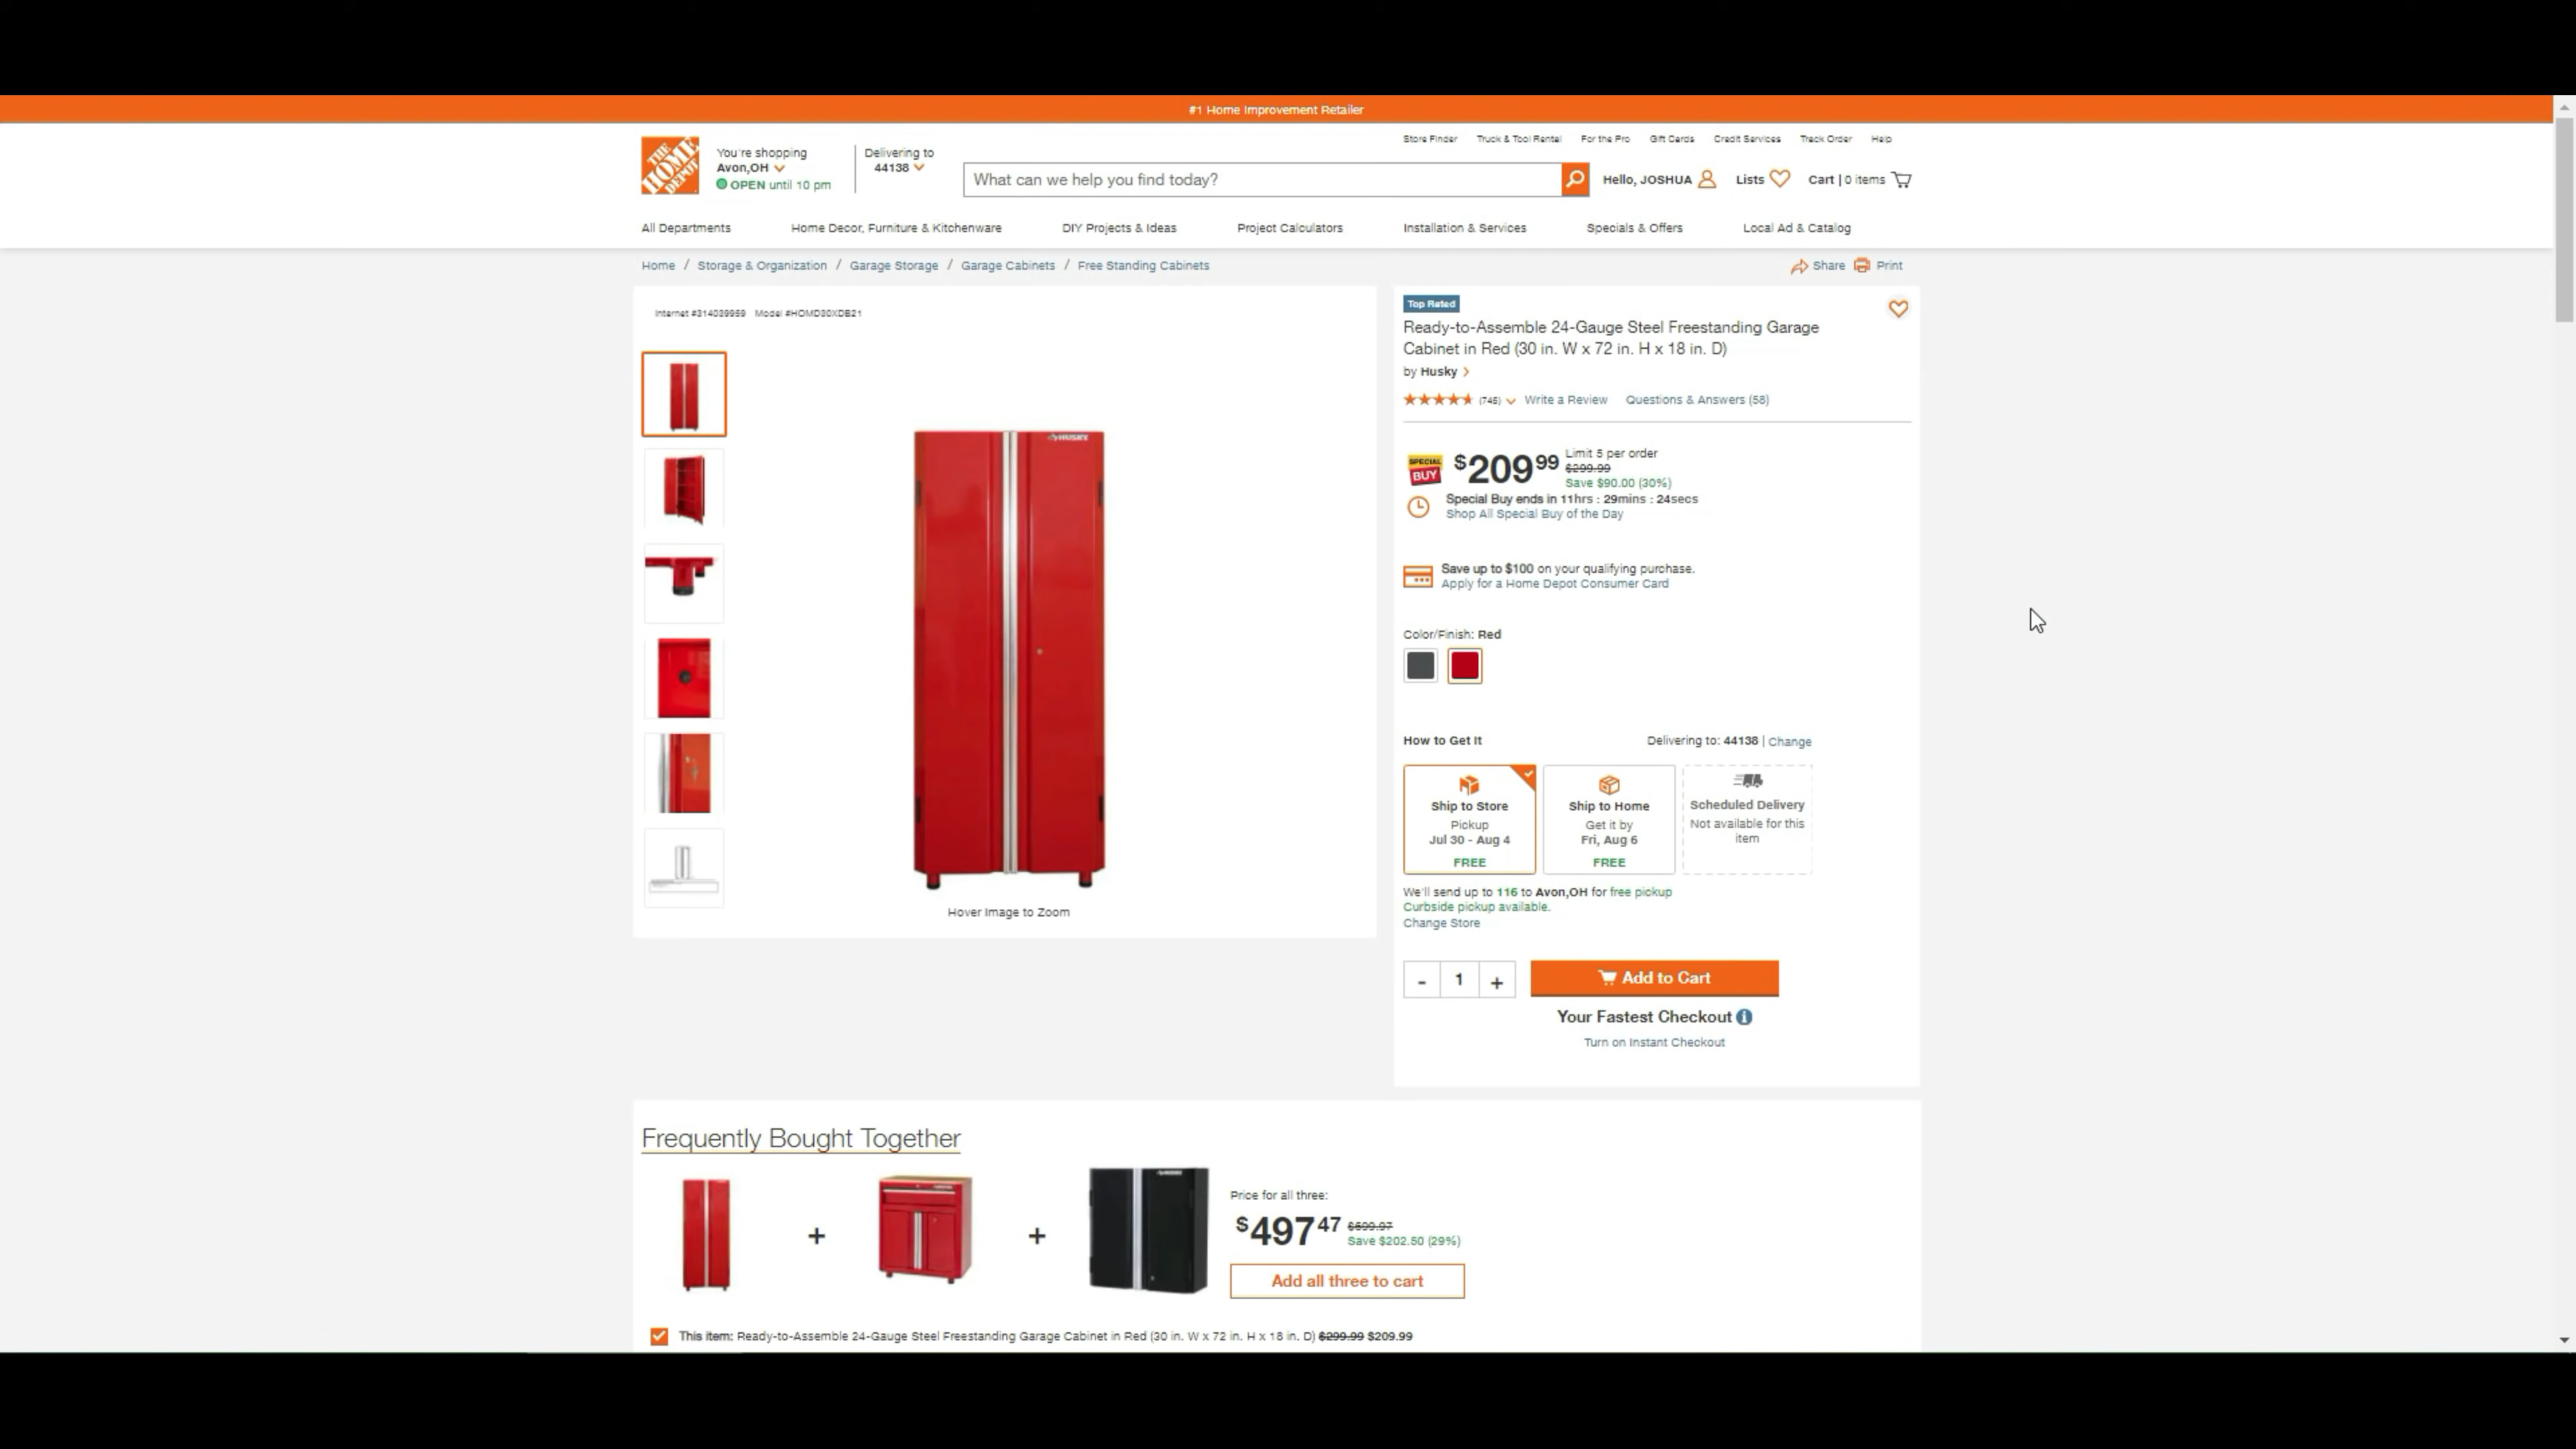 #1 Home Improvement Retailer
THE HOME DEPOT
You're shopping
Avon,OH
OPEN until 10 pm
Delivering to
44138
What can we help you find today?
Store Finder Truck & Tool Rental For the Pro Gift Cards Credit Services Track Order Help
Hello, JOSHUA
Lists
Cart | 0 items
All Departments Home Decor, Furniture & Kitchenware DIY Projects & Ideas Project Calculators Installation & Services Specials & Offers Local Ad & Catalog
Home / Storage & Organization / Garage Storage / Garage Cabinets / Free Standing Cabinets
Share Print
Internet #314039959 Model #HOMD30XDB21
HUSKY
Hover Image to Zoom
Top Rated
Ready-to-Assemble 24-Gauge Steel Freestanding Garage
Cabinet in Red (30 in. W x 72 in. H x 18 in. D)
by Husky >
(745) Write a Review Questions & Answers (58)
SPECIAL BUY
$209.99
Limit 5 per order
$299.99
Save $90.00 (30%)
Special Buy ends in 11hrs : 29mins : 24secs
Shop All Special Buy of the Day
Save up to $100 on your qualifying purchase.
Apply for a Home Depot Consumer Card
Color/Finish: Red
How to Get It
Delivering to: 44138 | Change
Ship to Store
Pickup
Jul 30 - Aug 4
FREE
Ship to Home
Get it by
Fri, Aug 6
FREE
Scheduled Delivery
Not available for this
item
We'll send up to 116 to Avon,OH for free pickup
Curbside pickup available.
Change Store
- 1 +
Add to Cart
Your Fastest Checkout
Turn on Instant Checkout
Frequently Bought Together
+ +
Price for all three:
$497.47
$699.97
Save $202.50 (29%)
Add all three to cart
This item: Ready-to-Assemble 24-Gauge Steel Freestanding Garage Cabinet in Red (30 in. W x 72 in. H x 18 in. D) $299.99 $209.99